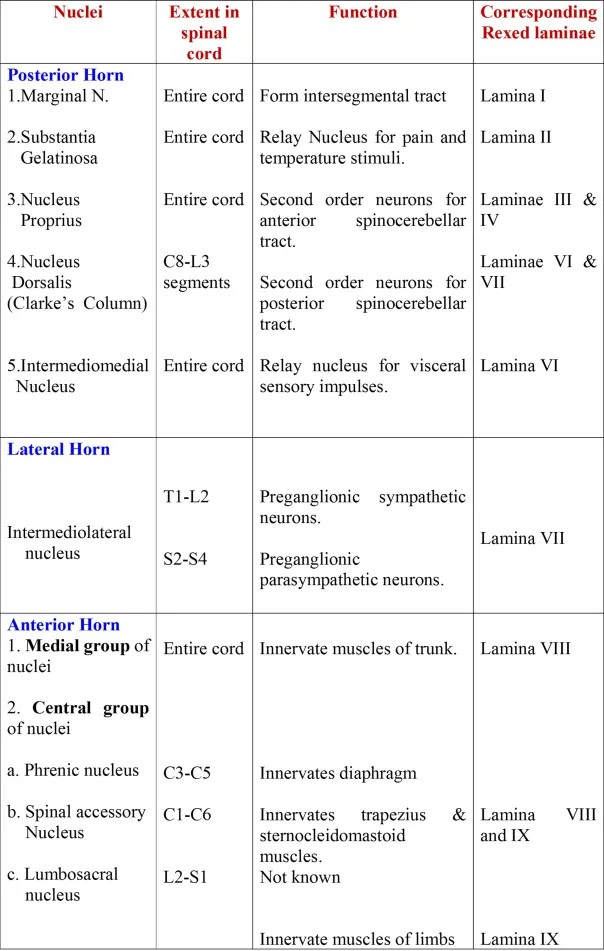 Nuclei Extent in spinal cord Function Corresponding Rexed laminae
Posterior Horn
1.Marginal N. Entire cord Form intersegmental tract Lamina I
2.Substantia Entire cord Relay Nucleus for pain and Lamina II
Gelatinosa temperature stimuli.
3.Nucleus Entire cord Second order neurons for Laminae III &
Proprius anterior spinocerebellar IV
tract.
4.Nucleus C8-L3 Laminae VI &
Dorsalis segments Second order neurons for VII
(Clarke’s Column) posterior spinocerebellar
tract.
5.Intermediomedial Entire cord Relay nucleus for visceral Lamina VI
Nucleus sensory impulses.
Lateral Horn
T1-L2 Preganglionic sympathetic
neurons.
Intermediolateral Lamina VII
nucleus
S2-S4 Preganglionic
parasympathetic neurons.
Anterior Horn
1. Medial group of Entire cord Innervate muscles of trunk. Lamina VIII
nuclei
2. Central group
of nuclei
a. Phrenic nucleus C3-C5 Innervates diaphragm
b. Spinal accessory C1-C6 Innervates trapezius & Lamina VIII
Nucleus sternocleidomastoid and IX
muscles.
c. Lumbosacral L2-S1 Not known
nucleus
Innervate muscles of limbs Lamina IX